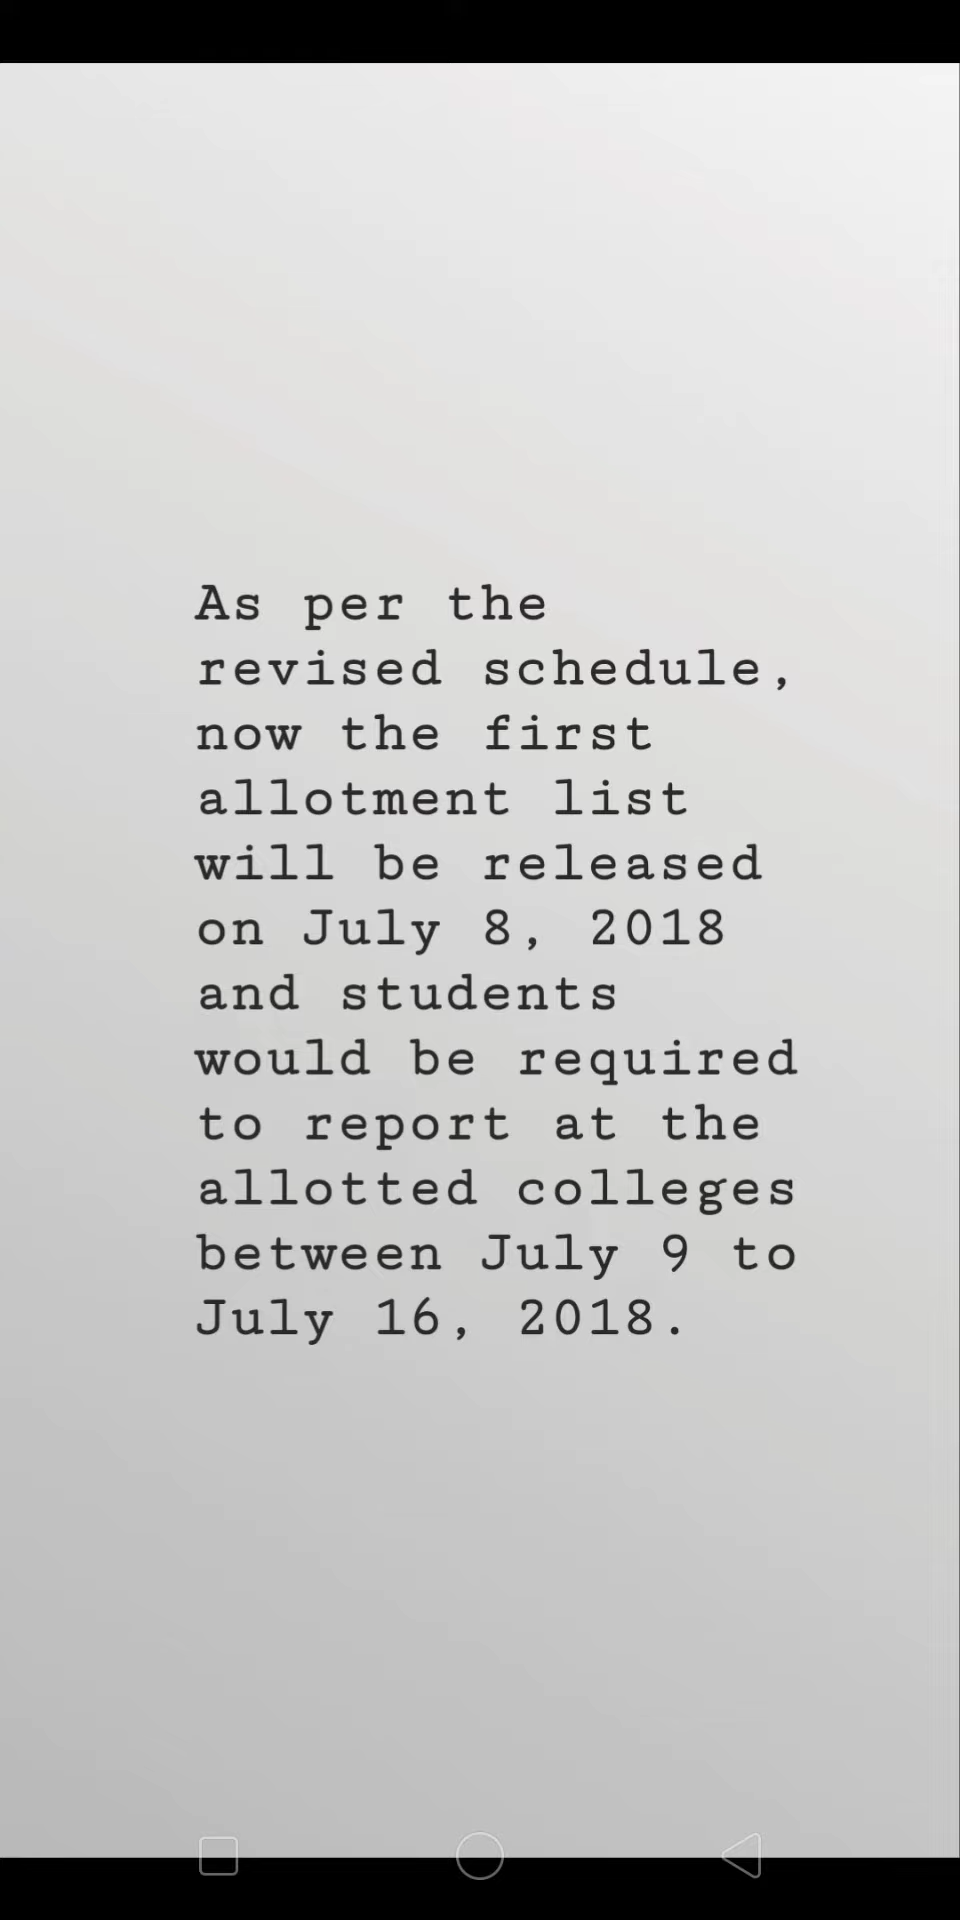 As per the
revised schedule,
now the first
allotment list
will be released
on July 8, 2018
and students
would be required
to report at the
allotted colleges
between July 9 to
July 16, 2018.